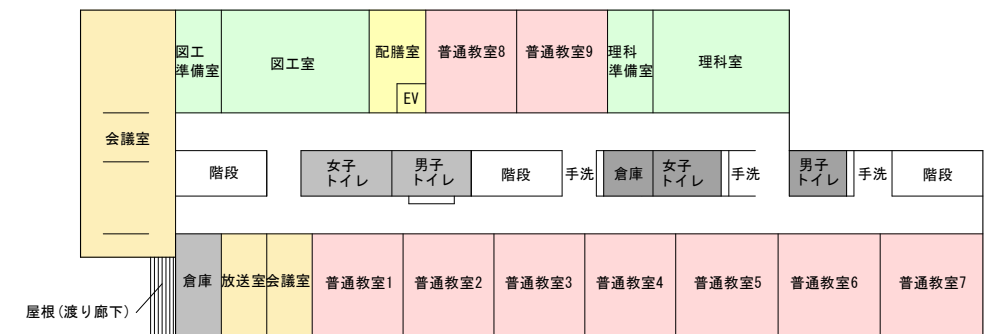 図工
準備室
図工室
配膳室
EV
普通教室8
普通教室9
理科
準備室
理科室
会議室
階段
女子
トイレ
男子
トイレ
階段
手洗
倉庫
女子
トイレ
手洗
男子
トイレ
手洗
階段
倉庫
放送室
会議室
普通教室1
普通教室2
普通教室3
普通教室4
普通教室5
普通教室6
普通教室7
屋根(渡り廊下)